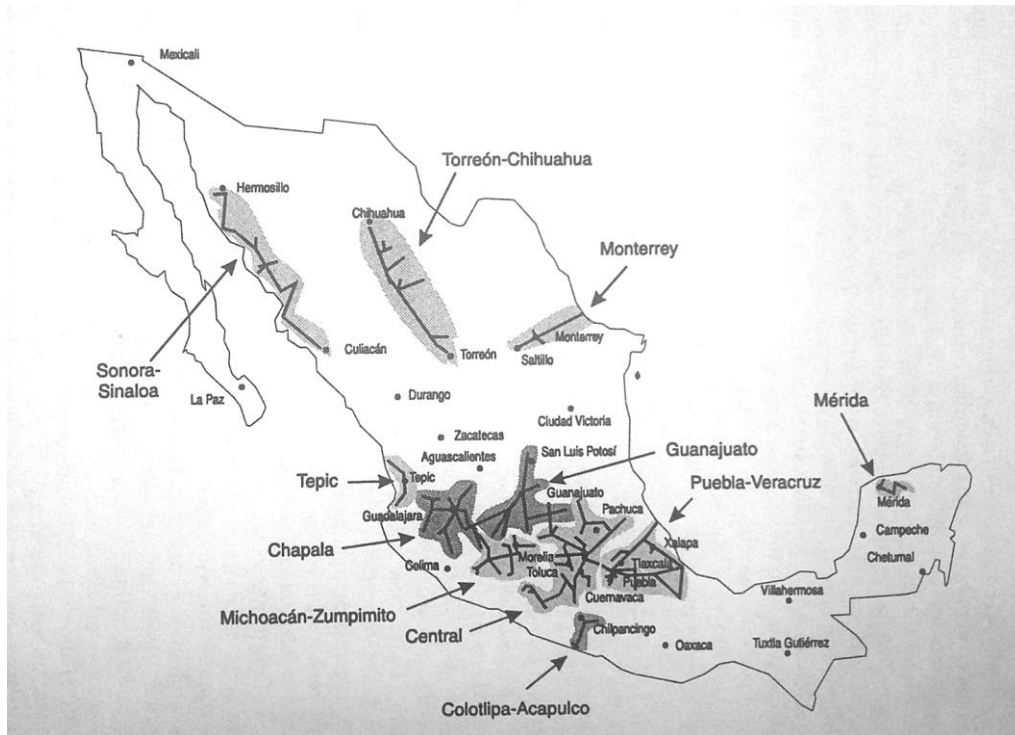 Mexicali
Torreón-Chihuahua
Hermosillo
Chihuahua
Monterrey
Monterrey
Culiacán
Torreón
Saltillo
Sonora-
Sinaloa
La Paz
Durango
Mérida
Ciudad Victoria
Zacatecas
Aguascalientes
San Luis Potosí
Guanajuato
Tepic
Tepic
Puebla-Veracruz
Guanajuato
Mérida
Guadalajara
Pachuca
Campeche
Chapala
Xalapa
Morelia
Chetumal
Colima
Toluca
Tlaxcala
Puebla
Villahermosa
Cuernavaca
Michoacán-Zumpimito
Central
Chilpancingo
Oaxaca
Tuxtla Gutiérrez
Colotlipa-Acapulco